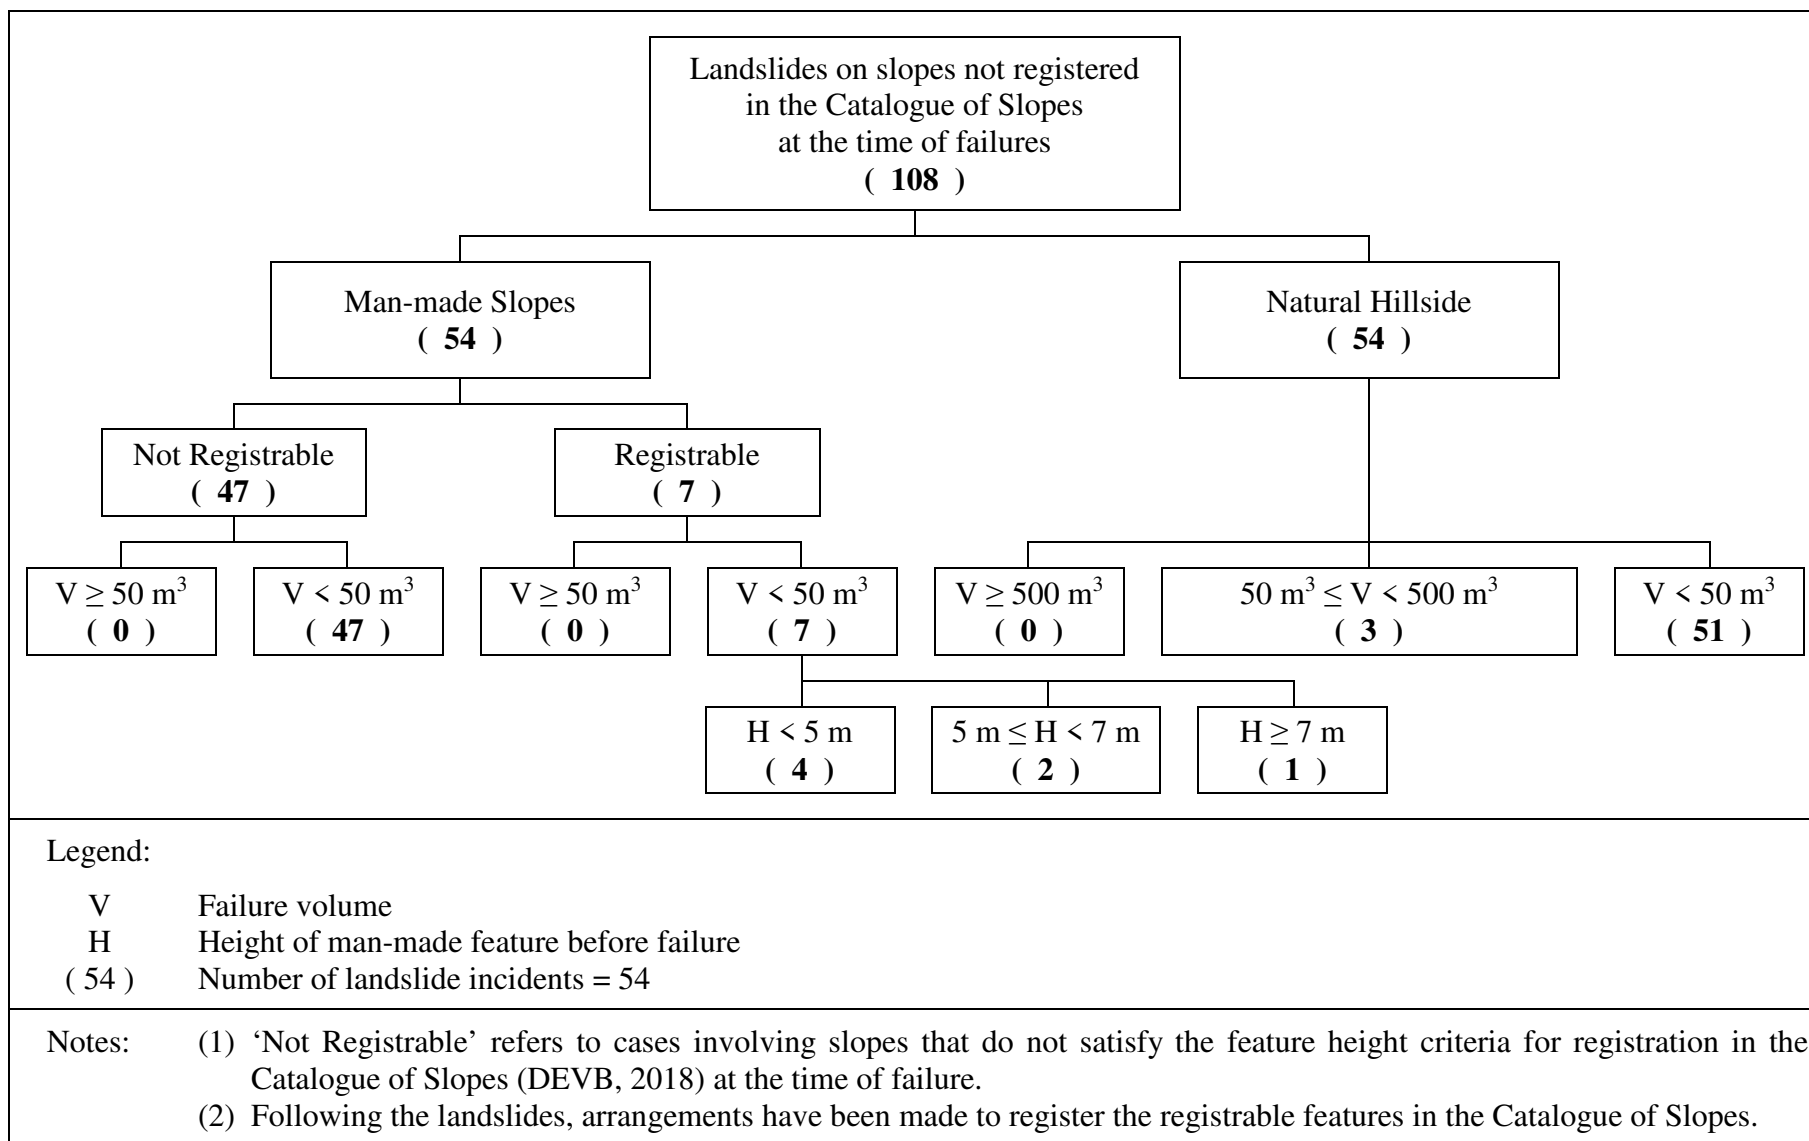 Landslides on slopes not registered
in the Catalogue of Slopes
at the time of failures
( 108 )
Man-made Slopes
( 54 )
Natural Hillside
( 54 )
Not Registrable
( 47 )
Registrable
( 7 )
V ≥ 50 m³
( 0 )
V < 50 m³
( 47 )
V ≥ 50 m³
( 0 )
V < 50 m³
( 7 )
V ≥ 500 m³
( 0 )
50 m³ ≤ V < 500 m³
( 3 )
V < 50 m³
( 51 )
H < 5 m
( 4 )
5 m ≤ H < 7 m
( 2 )
H ≥ 7 m
( 1 )
Legend:
V Failure volume
H Height of man-made feature before failure
( 54 ) Number of landslide incidents = 54
Notes: (1) ‘Not Registrable’ refers to cases involving slopes that do not satisfy the feature height criteria for registration in the
Catalogue of Slopes (DEVB, 2018) at the time of failure.
(2) Following the landslides, arrangements have been made to register the registrable features in the Catalogue of Slopes.